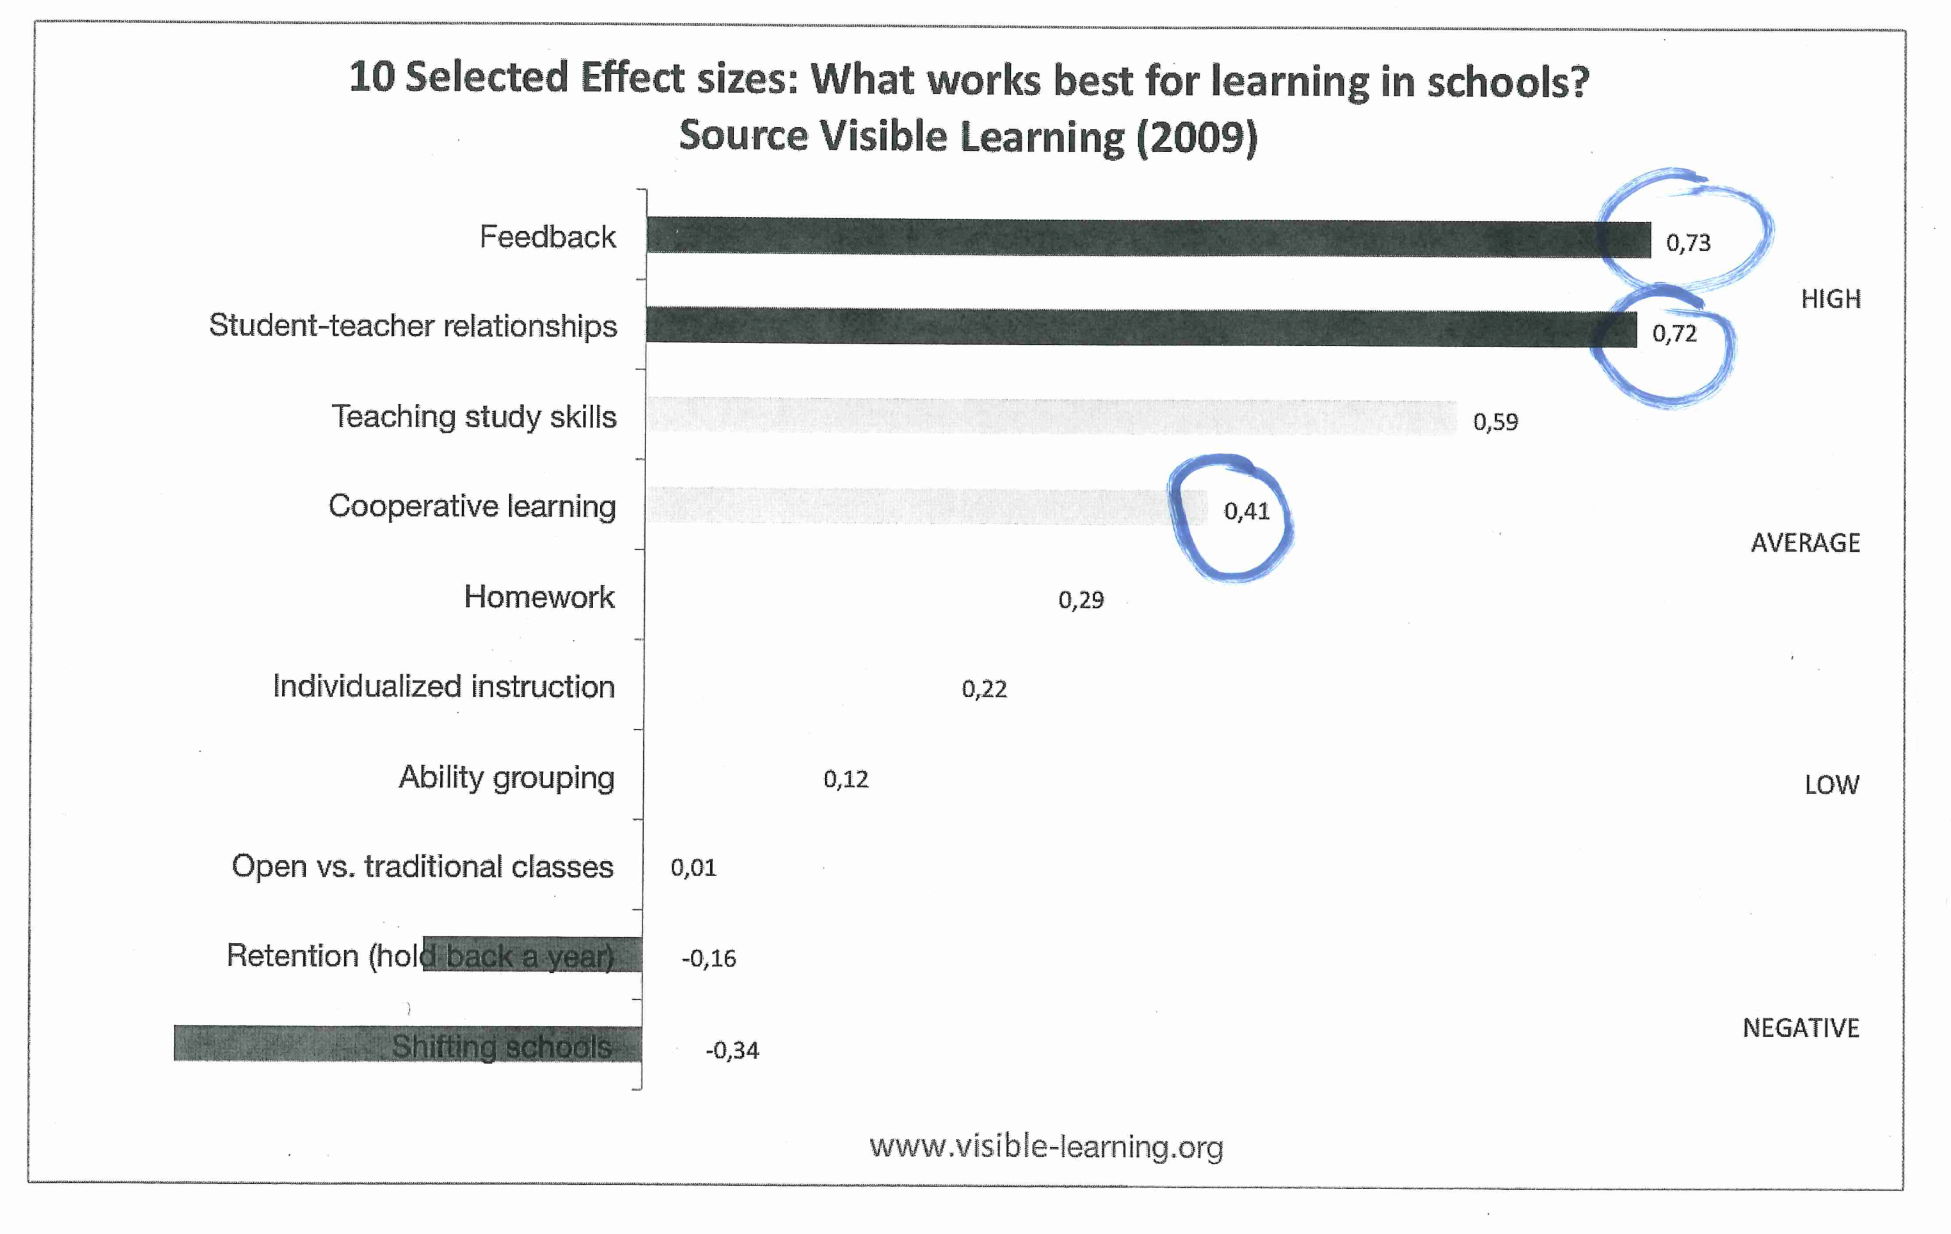 10 Selected Effect sizes: What works best for learning in schools?
Source Visible Learning (2009)
Feedback 0,73
HIGH
Student-teacher relationships 0,72
Teaching study skills 0,59
Cooperative learning 0,41
AVERAGE
Homework 0,29
Individualized instruction 0,22
Ability grouping 0,12
LOW
Open vs. traditional classes 0,01
Retention (hold back a year) -0,16
NEGATIVE
Shifting schools -0,34
www.visible-learning.org